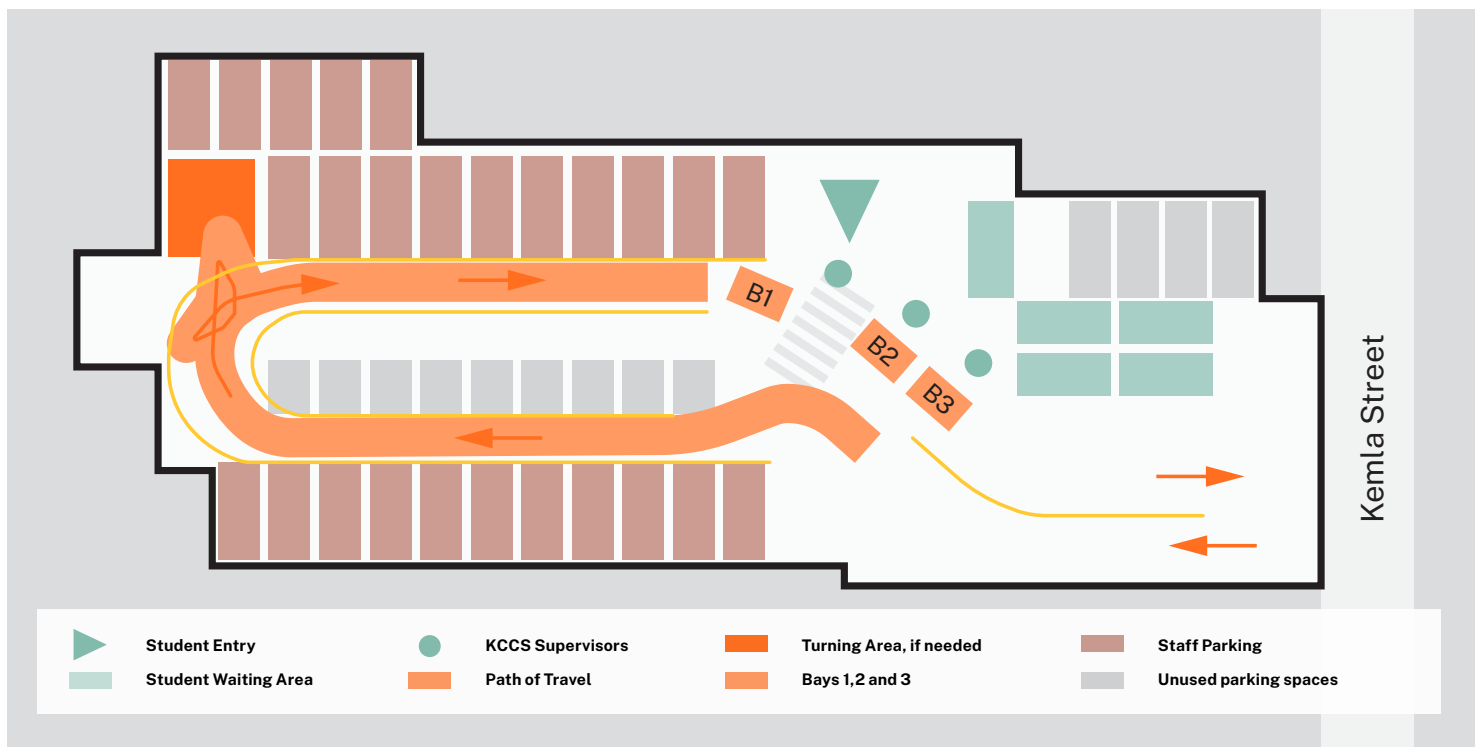 B1
B2
B3
Kemla Street
Student Entry
KCCS Supervisors
Turning Area, if needed
Staff Parking
Student Waiting Area
Path of Travel
Bays 1,2 and 3
Unused parking spaces